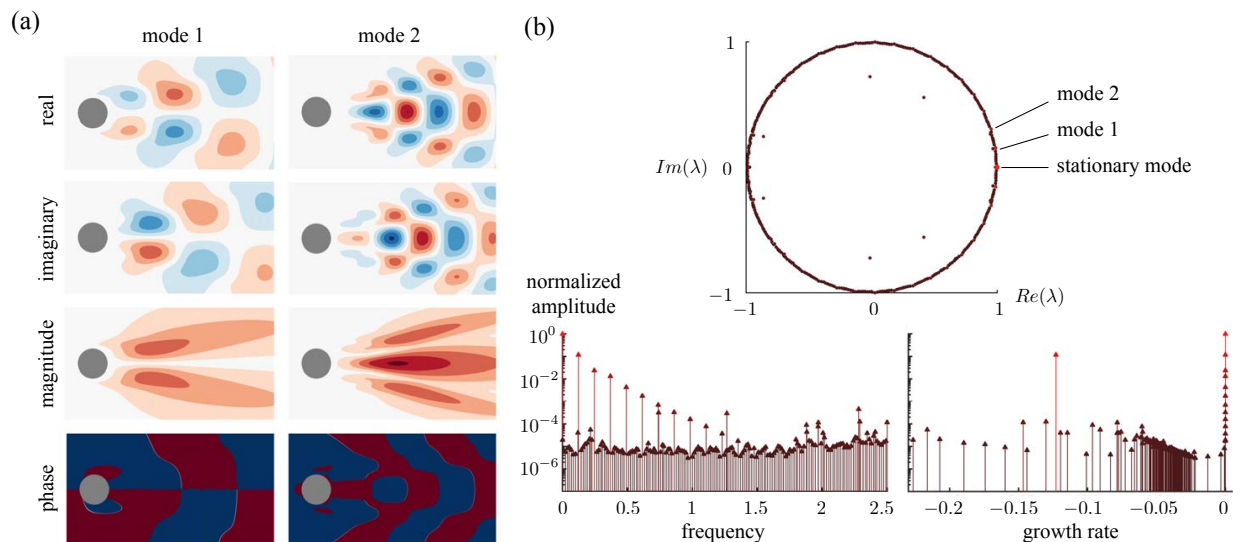 (a)
mode 1 mode 2
real
imaginary
magnitude
phase
(b)
1
Im(λ) 0
−1
−1 0 1 Re(λ)
mode 2
mode 1
stationary mode
normalized
amplitude
10^0
10^−2
10^−4
10^−6
0 0.5 1 1.5 2 2.5
frequency
−0.2 −0.15 −0.1 −0.05 0
growth rate